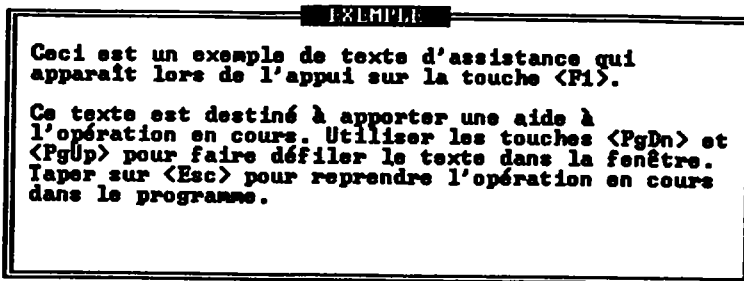 EXEMPLE
Ceci est un exemple de texte d'assistance qui
apparaît lors de l'appui sur la touche <F1>.
Ce texte est destiné à apporter une aide à
l'opération en cours. Utiliser les touches <PgDn> et
<PgUp> pour faire défiler le texte dans la fenêtre.
Taper sur <Esc> pour reprendre l'opération en cours
dans le programme.